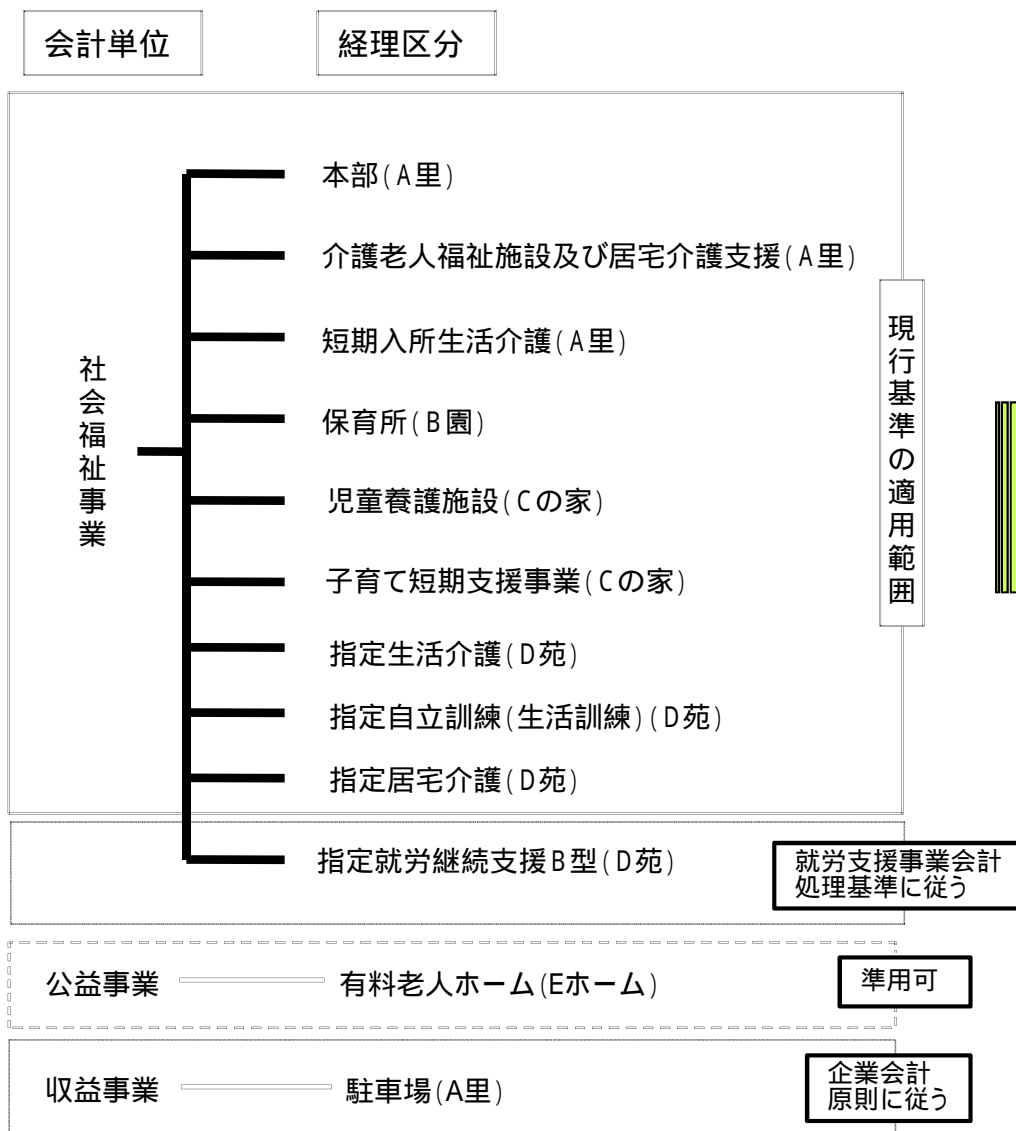 会計単位
経理区分
本部(A里)
介護老人福祉施設及び居宅介護支援(A里)
短期入所生活介護(A里)
保育所(B園)
児童養護施設(Cの家)
子育て短期支援事業(Cの家)
指定生活介護(D苑)
指定自立訓練(生活訓練)(D苑)
指定居宅介護(D苑)
社会福祉事業
現行基準の適用範囲
指定就労継続支援B型(D苑)
就労支援事業会計
処理基準に従う
公益事業
有料老人ホーム(Eホーム)
準用可
収益事業
駐車場(A里)
企業会計
原則に従う